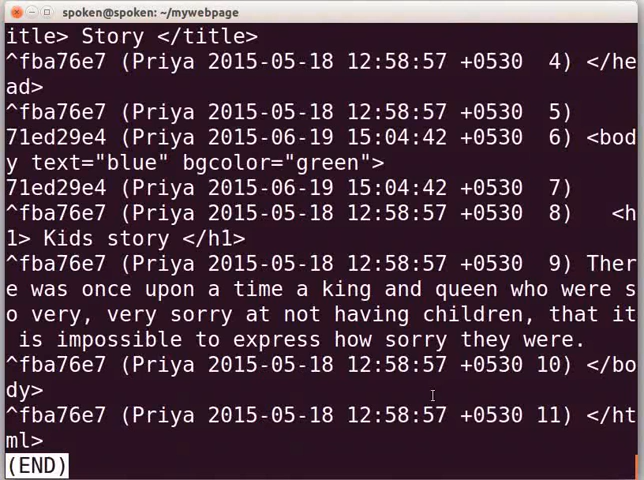 spoken@spoken: ~/mywebpage
itle> Story </title>
^fba76e7 (Priya 2015-05-18 12:58:57 +0530  4) </he
ad>
^fba76e7 (Priya 2015-05-18 12:58:57 +0530  5)
71ed29e4 (Priya 2015-06-19 15:04:42 +0530  6) <bod
y text="blue" bgcolor="green">
71ed29e4 (Priya 2015-06-19 15:04:42 +0530  7)
^fba76e7 (Priya 2015-05-18 12:58:57 +0530  8)   <h
1> Kids story </h1>
^fba76e7 (Priya 2015-05-18 12:58:57 +0530  9) Ther
e was once upon a time a king and queen who were s
o very, very sorry at not having children, that it
 is impossible to express how sorry they were.
^fba76e7 (Priya 2015-05-18 12:58:57 +0530 10) </bo
dy>
^fba76e7 (Priya 2015-05-18 12:58:57 +0530 11) </ht
ml>
(END)